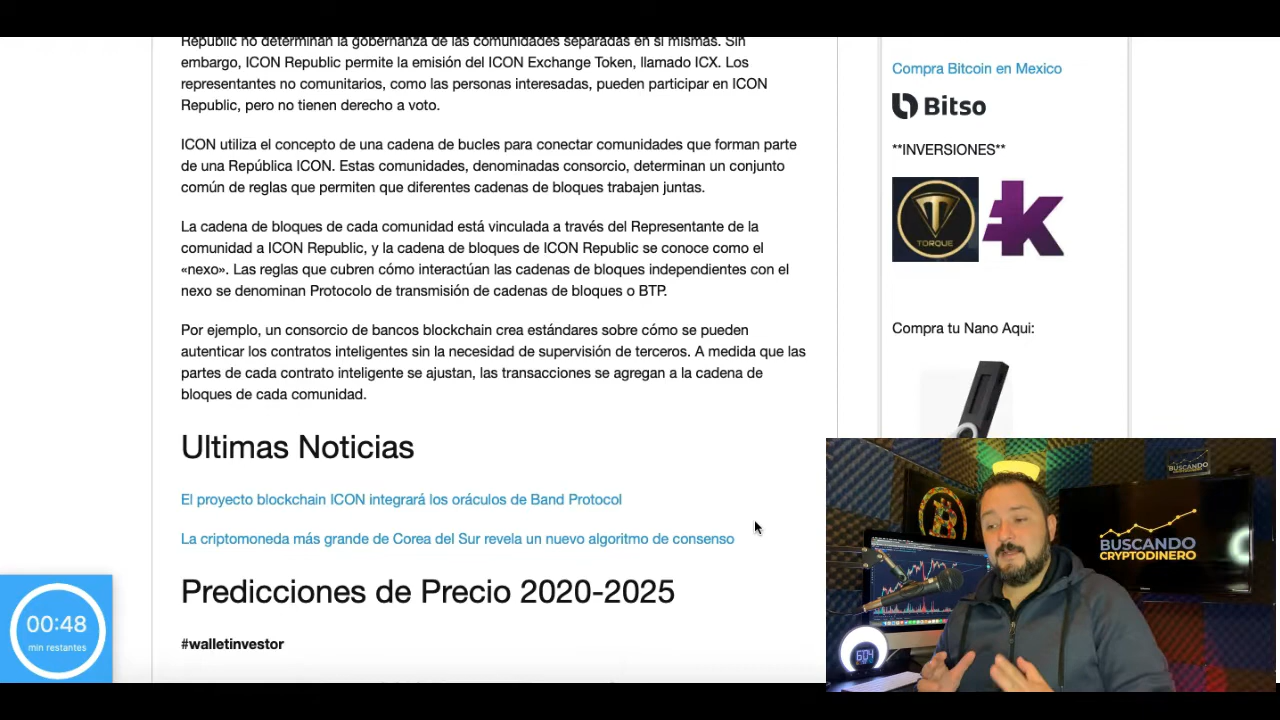 Republic no determinan la gobernanza de las comunidades separadas en sí mismas. Sin
embargo, ICON Republic permite la emisión del ICON Exchange Token, llamado ICX. Los
representantes no comunitarios, como las personas interesadas, pueden participar en ICON
Republic, pero no tienen derecho a voto.
ICON utiliza el concepto de una cadena de bucles para conectar comunidades que forman parte
de una República ICON. Estas comunidades, denominadas consorcio, determinan un conjunto
común de reglas que permiten que diferentes cadenas de bloques trabajen juntas.
La cadena de bloques de cada comunidad está vinculada a través del Representante de la
comunidad a ICON Republic, y la cadena de bloques de ICON Republic se conoce como el
«nexo». Las reglas que cubren cómo interactúan las cadenas de bloques independientes con el
nexo se denominan Protocolo de transmisión de cadenas de bloques o BTP.
Por ejemplo, un consorcio de bancos blockchain crea estándares sobre cómo se pueden
autenticar los contratos inteligentes sin la necesidad de supervisión de terceros. A medida que las
partes de cada contrato inteligente se ajustan, las transacciones se agregan a la cadena de
bloques de cada comunidad.
Ultimas Noticias
El proyecto blockchain ICON integrará los oráculos de Band Protocol
La criptomoneda más grande de Corea del Sur revela un nuevo algoritmo de consenso
Predicciones de Precio 2020-2025
#walletinvestor
Compra Bitcoin en Mexico
Bitso
**INVERSIONES**
TORQUE
Compra tu Nano Aqui:
00:48
min restantes
BUSCANDO
BUSCANDO
CRYPTODINERO
6:04